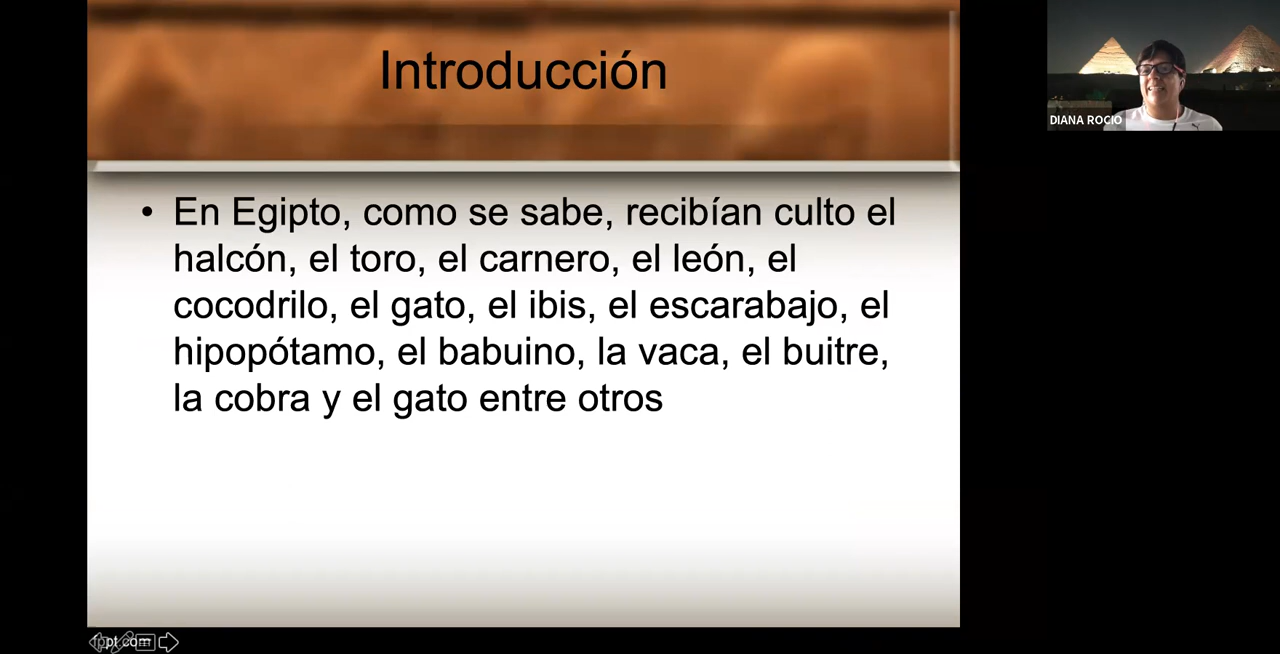 Introducción
DIANA ROCIO
• En Egipto, como se sabe, recibían culto el
halcón, el toro, el carnero, el león, el
cocodrilo, el gato, el ibis, el escarabajo, el
hipopótamo, el babuino, la vaca, el buitre,
la cobra y el gato entre otros
fppt.com